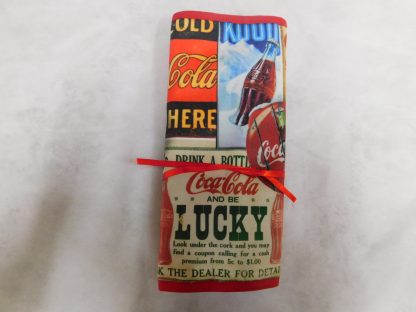 OLD
Coca-Cola
HERE
DRINK A BOTTL
Coca-Cola
AND BE
LUCKY
Look under the cork and you may
find a coupon calling for a cash
premium from 5c to $1.00
K THE DEALER FOR DETAI